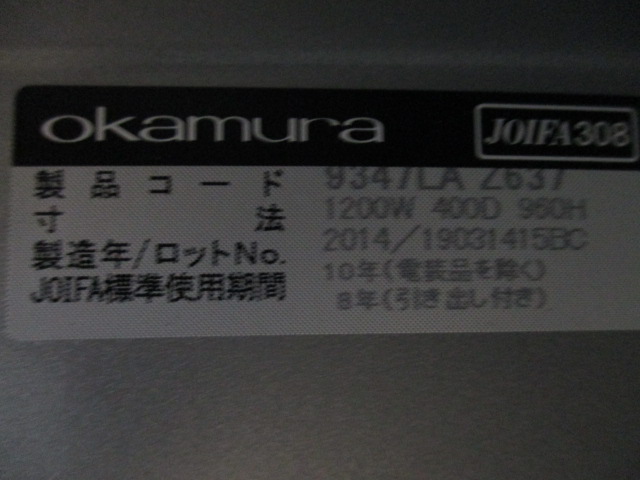 okamura JOIFA308
製品コード 9347LA Z637
寸法 1200W 400D 960H
製造年/ロットNo. 2014/19031415BC
JOIFA標準使用期間 10年(電装品を除く)
8年(引き出し付き)